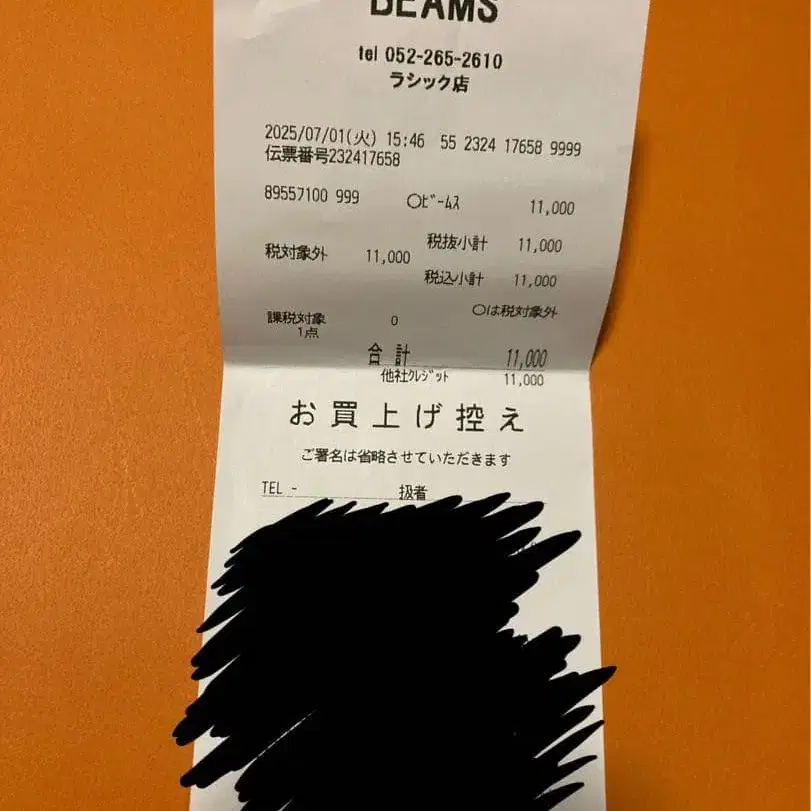 BEAMS
tel 052-265-2610
ラシック店
2025/07/01(火) 15:46 55 2324 17658 9999
伝票番号232417658
89557100 999 〇ビームス 11,000
税抜小計 11,000
税対象外 11,000
税込小計 11,000
〇は税対象外
課税対象 0
1点
合計 11,000
他社クレジット 11,000
お買上げ控え
ご署名は省略させていただきます
TEL - 扱者